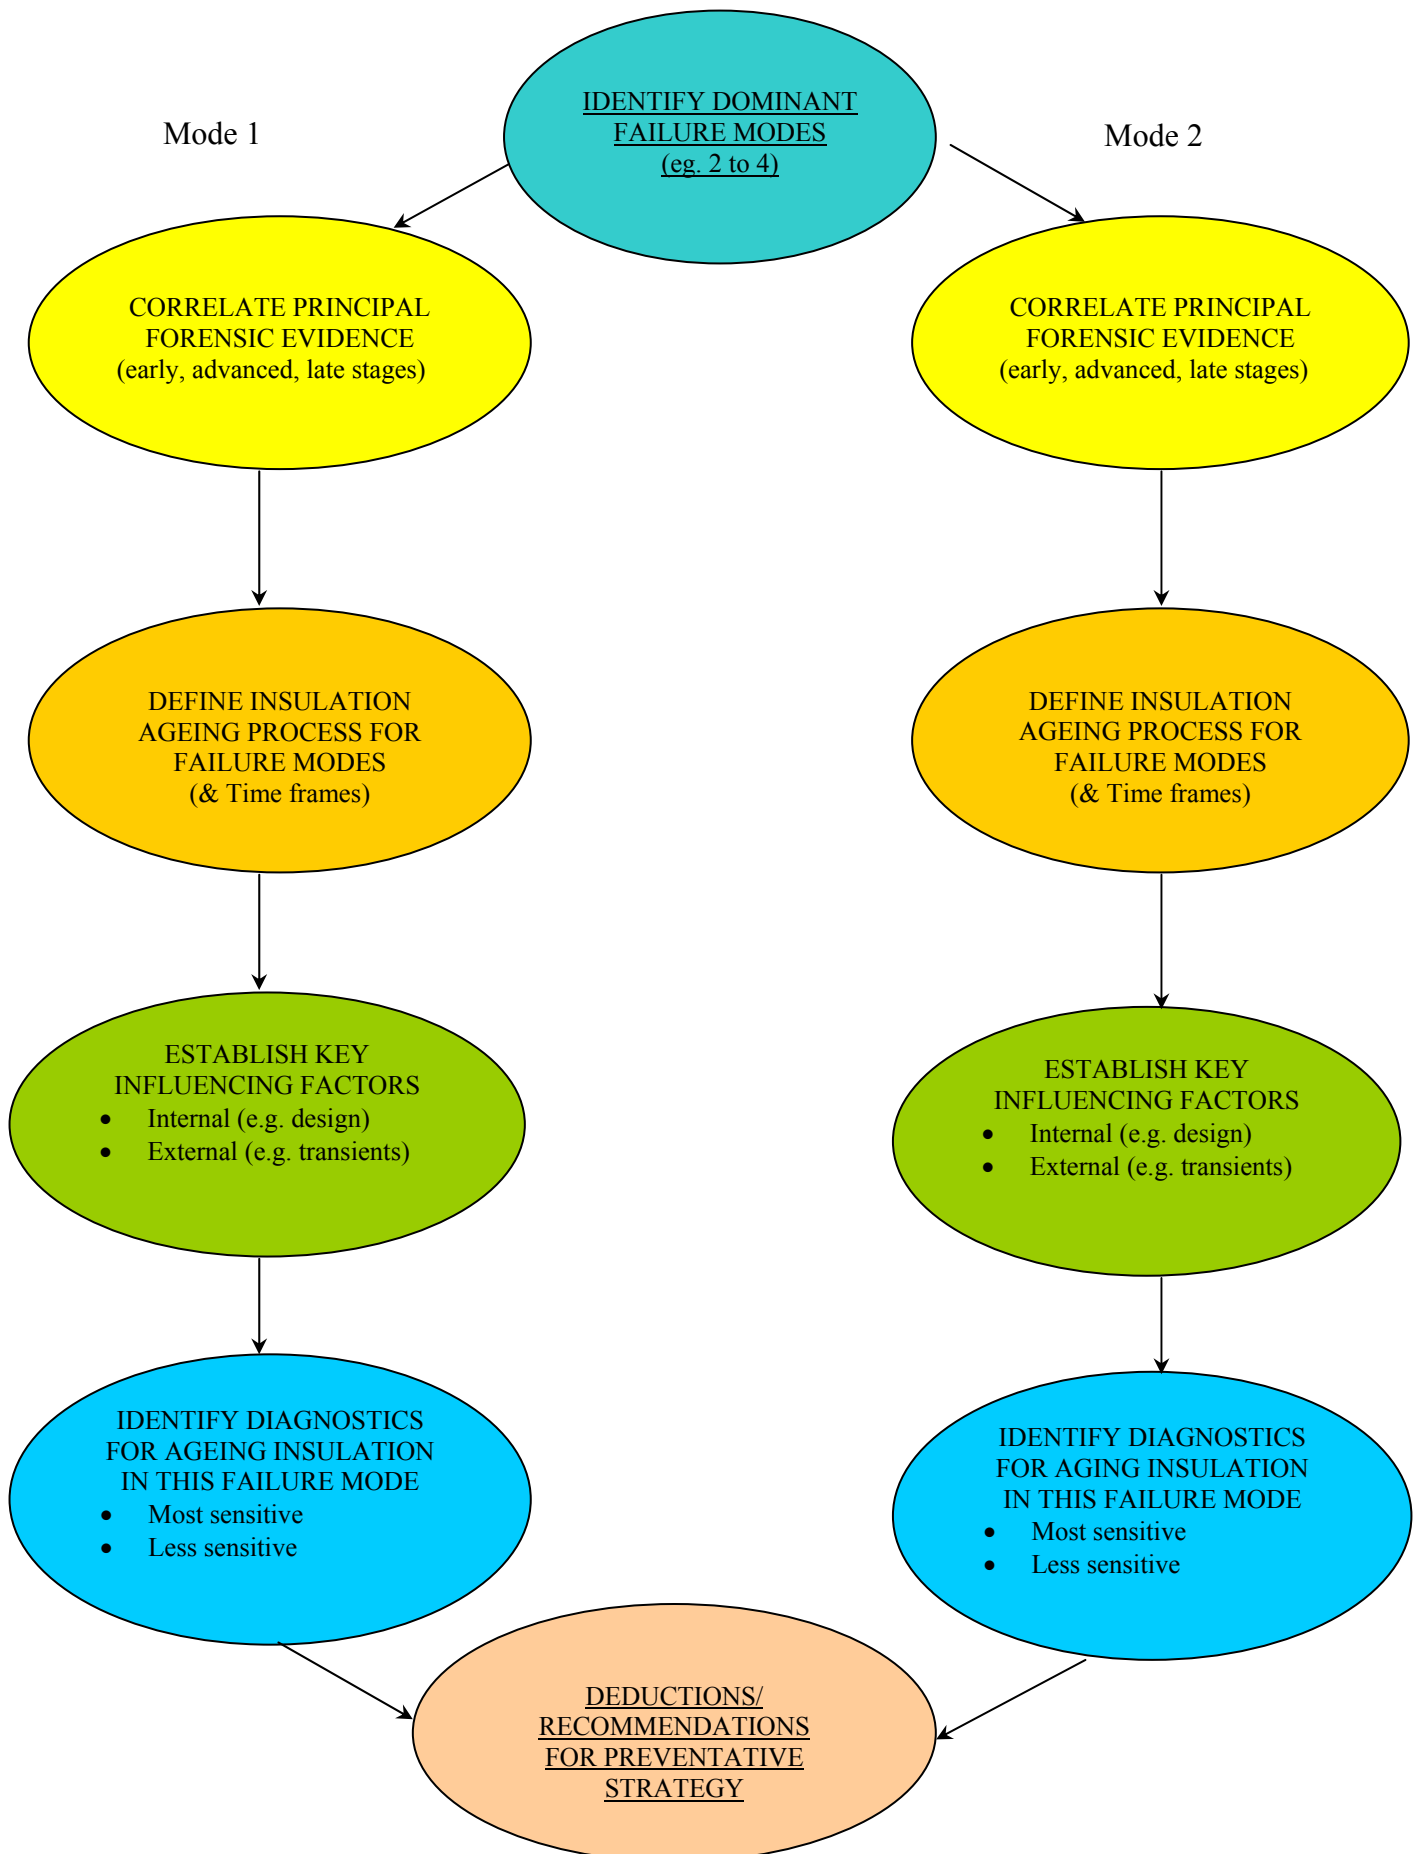 IDENTIFY DOMINANT
FAILURE MODES
(eg. 2 to 4)
Mode 1
Mode 2
CORRELATE PRINCIPAL
FORENSIC EVIDENCE
(early, advanced, late stages)
CORRELATE PRINCIPAL
FORENSIC EVIDENCE
(early, advanced, late stages)
DEFINE INSULATION
AGEING PROCESS FOR
FAILURE MODES
(& Time frames)
DEFINE INSULATION
AGEING PROCESS FOR
FAILURE MODES
(& Time frames)
ESTABLISH KEY
INFLUENCING FACTORS
• Internal (e.g. design)
• External (e.g. transients)
ESTABLISH KEY
INFLUENCING FACTORS
• Internal (e.g. design)
• External (e.g. transients)
IDENTIFY DIAGNOSTICS
FOR AGEING INSULATION
IN THIS FAILURE MODE
• Most sensitive
• Less sensitive
IDENTIFY DIAGNOSTICS
FOR AGING INSULATION
IN THIS FAILURE MODE
• Most sensitive
• Less sensitive
DEDUCTIONS/
RECOMMENDATIONS
FOR PREVENTATIVE
STRATEGY